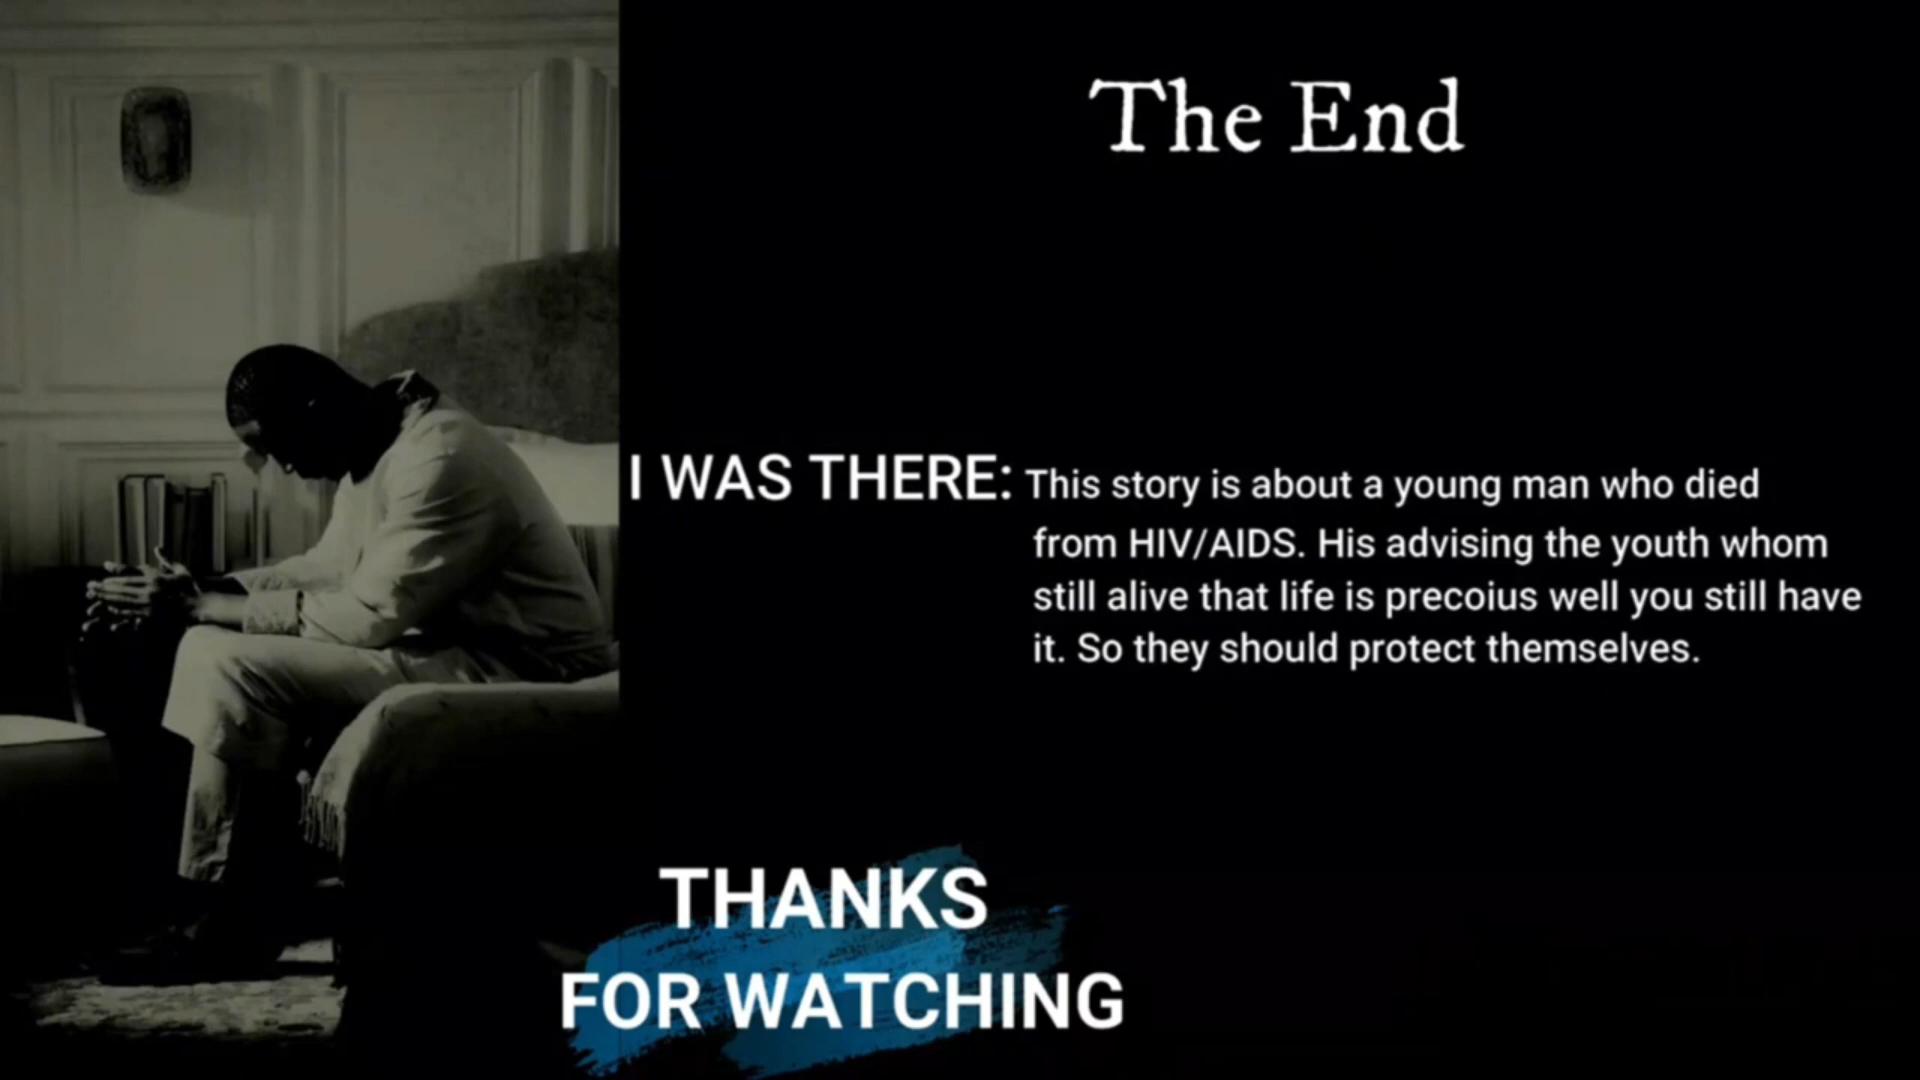 The End
I WAS THERE: This story is about a young man who died
from HIV/AIDS. His advising the youth whom
still alive that life is precoius well you still have
it. So they should protect themselves.
THANKS
FOR WATCHING